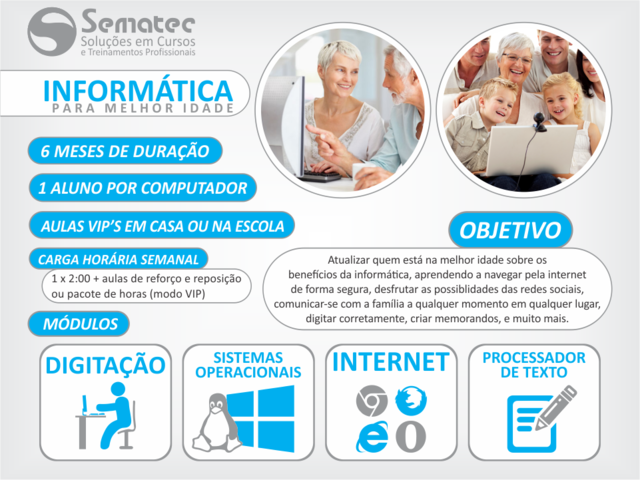 Sematec
Soluções em Cursos
e Treinamentos Profissionais
INFORMÁTICA
PARA MELHOR IDADE
6 MESES DE DURAÇÃO
1 ALUNO POR COMPUTADOR
AULAS VIP'S EM CASA OU NA ESCOLA
CARGA HORÁRIA SEMANAL
1 x 2:00 + aulas de reforço e reposição
ou pacote de horas (modo VIP)
OBJETIVO
Atualizar quem está na melhor idade sobre os
benefícios da informática, aprendendo a navegar pela internet
de forma segura, desfrutar as possiblidades das redes sociais,
comunicar-se com a família a qualquer momento em qualquer lugar,
digitar corretamente, criar memorandos, e muito mais.
MÓDULOS
DIGITAÇÃO
SISTEMAS
OPERACIONAIS
INTERNET
PROCESSADOR
DE TEXTO